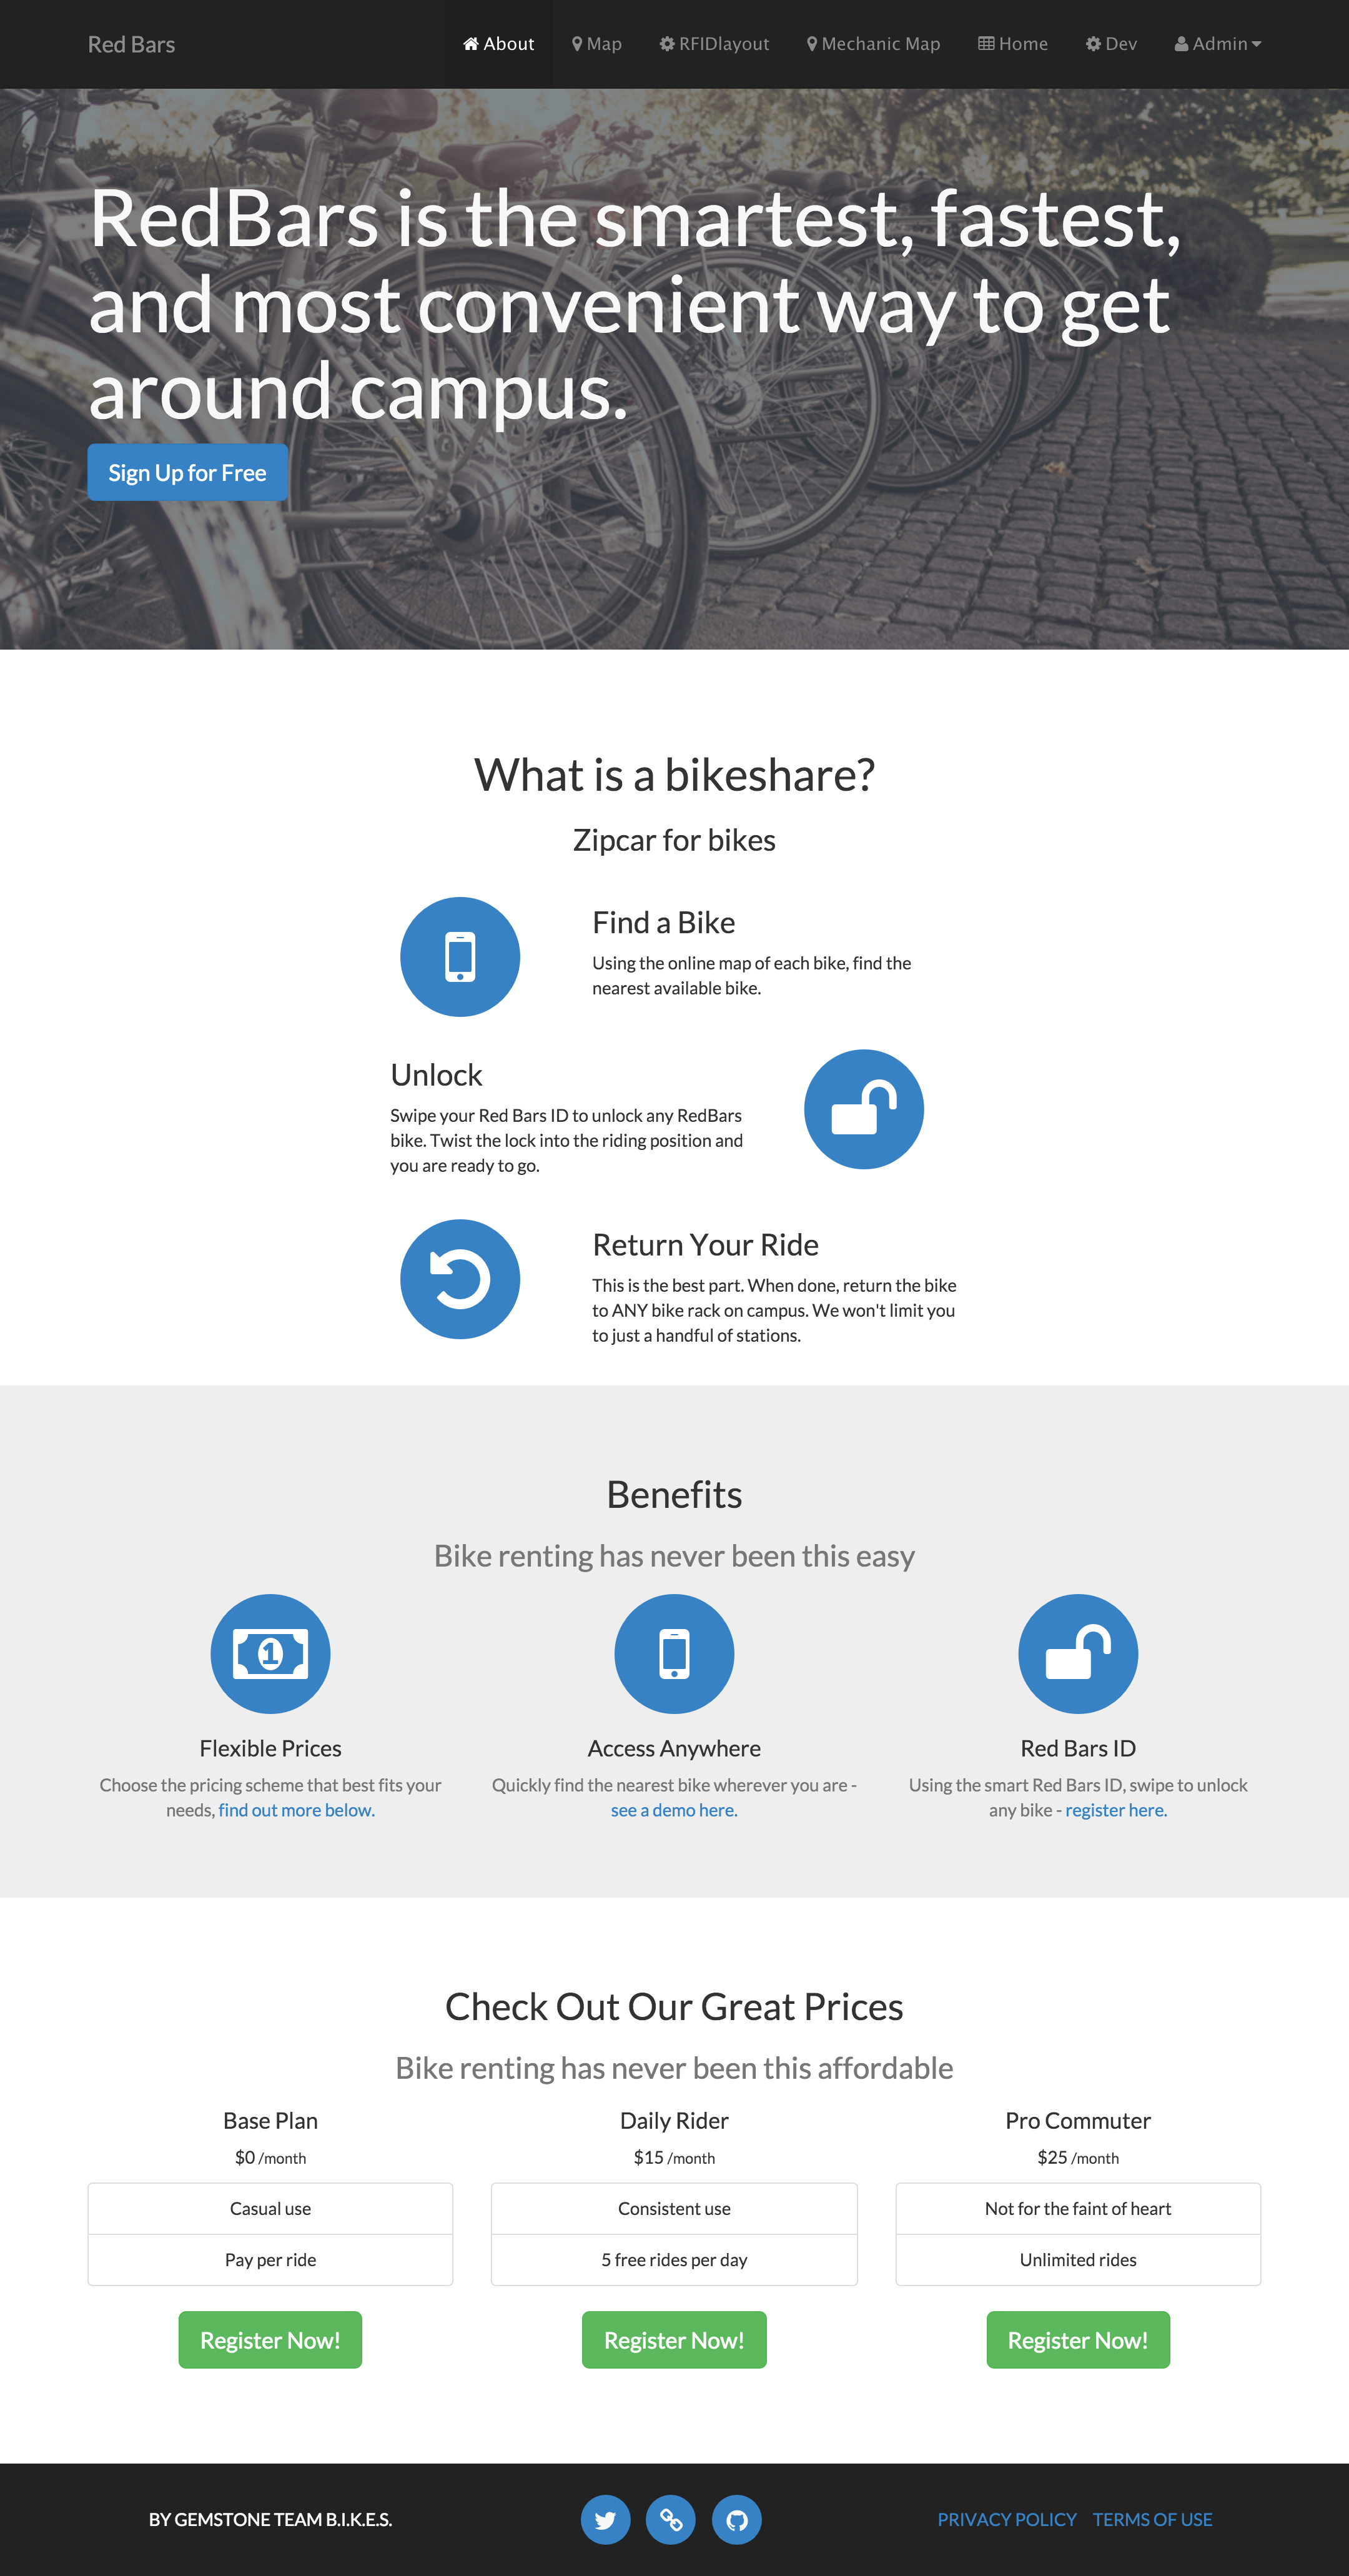 Red Bars
About
Map
RFIDlayout
Mechanic Map
Home
Dev
Admin
RedBars is the smartest, fastest,
and most convenient way to get
around campus.
Sign Up for Free
What is a bikeshare?
Zipcar for bikes
Find a Bike
Using the online map of each bike, find the
nearest available bike.
Unlock
Swipe your Red Bars ID to unlock any RedBars
bike. Twist the lock into the riding position and
you are ready to go.
Return Your Ride
This is the best part. When done, return the bike
to ANY bike rack on campus. We won't limit you
to just a handful of stations.
Benefits
Bike renting has never been this easy
1
Flexible Prices
Choose the pricing scheme that best fits your
needs, find out more below.
Access Anywhere
Quickly find the nearest bike wherever you are -
see a demo here.
Red Bars ID
Using the smart Red Bars ID, swipe to unlock
any bike - register here.
Check Out Our Great Prices
Bike renting has never been this affordable
Base Plan
$0 /month
Casual use
Pay per ride
Register Now!
Daily Rider
$15 /month
Consistent use
5 free rides per day
Register Now!
Pro Commuter
$25 /month
Not for the faint of heart
Unlimited rides
Register Now!
BY GEMSTONE TEAM B.I.K.E.S.
PRIVACY POLICY
TERMS OF USE